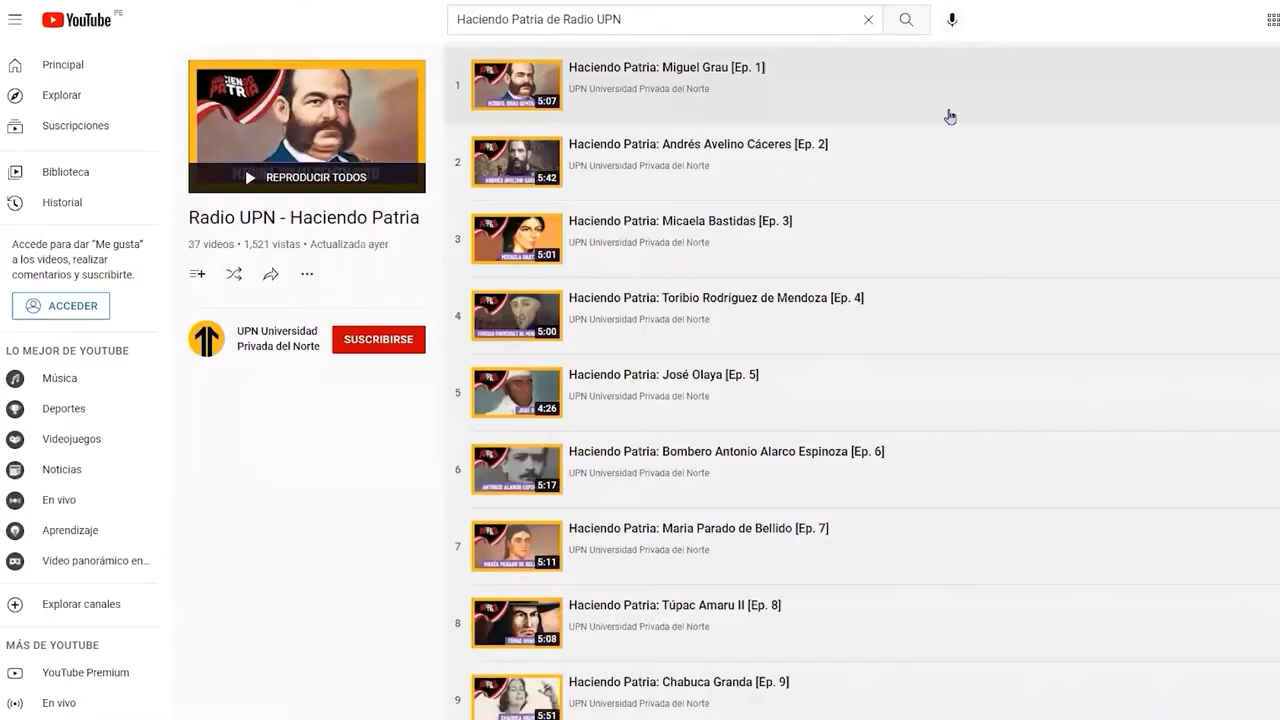 YouTube PE
Haciendo Patria de Radio UPN
Principal
Explorar
Suscripciones
Biblioteca
Historial
Accede para dar “Me gusta”
a los videos, realizar
comentarios y suscribirte.
ACCEDER
LO MEJOR DE YOUTUBE
Música
Deportes
Videojuegos
Noticias
En vivo
Aprendizaje
Video panorámico en...
Explorar canales
MÁS DE YOUTUBE
YouTube Premium
En vivo
HACIENDO
PATRIA
REPRODUCIR TODOS
Radio UPN - Haciendo Patria
37 videos • 1,521 vistas • Actualizada ayer
UPN Universidad
Privada del Norte
SUSCRIBIRSE
1
5:07
Haciendo Patria: Miguel Grau [Ep. 1]
UPN Universidad Privada del Norte
2
5:42
Haciendo Patria: Andrés Avelino Cáceres [Ep. 2]
UPN Universidad Privada del Norte
3
5:01
Haciendo Patria: Micaela Bastidas [Ep. 3]
UPN Universidad Privada del Norte
4
5:00
Haciendo Patria: Toribio Rodríguez de Mendoza [Ep. 4]
UPN Universidad Privada del Norte
5
4:26
Haciendo Patria: José Olaya [Ep. 5]
UPN Universidad Privada del Norte
6
5:17
Haciendo Patria: Bombero Antonio Alarco Espinoza [Ep. 6]
UPN Universidad Privada del Norte
7
5:11
Haciendo Patria: Maria Parado de Bellido [Ep. 7]
UPN Universidad Privada del Norte
8
5:08
Haciendo Patria: Túpac Amaru II [Ep. 8]
UPN Universidad Privada del Norte
9
5:51
Haciendo Patria: Chabuca Granda [Ep. 9]
UPN Universidad Privada del Norte